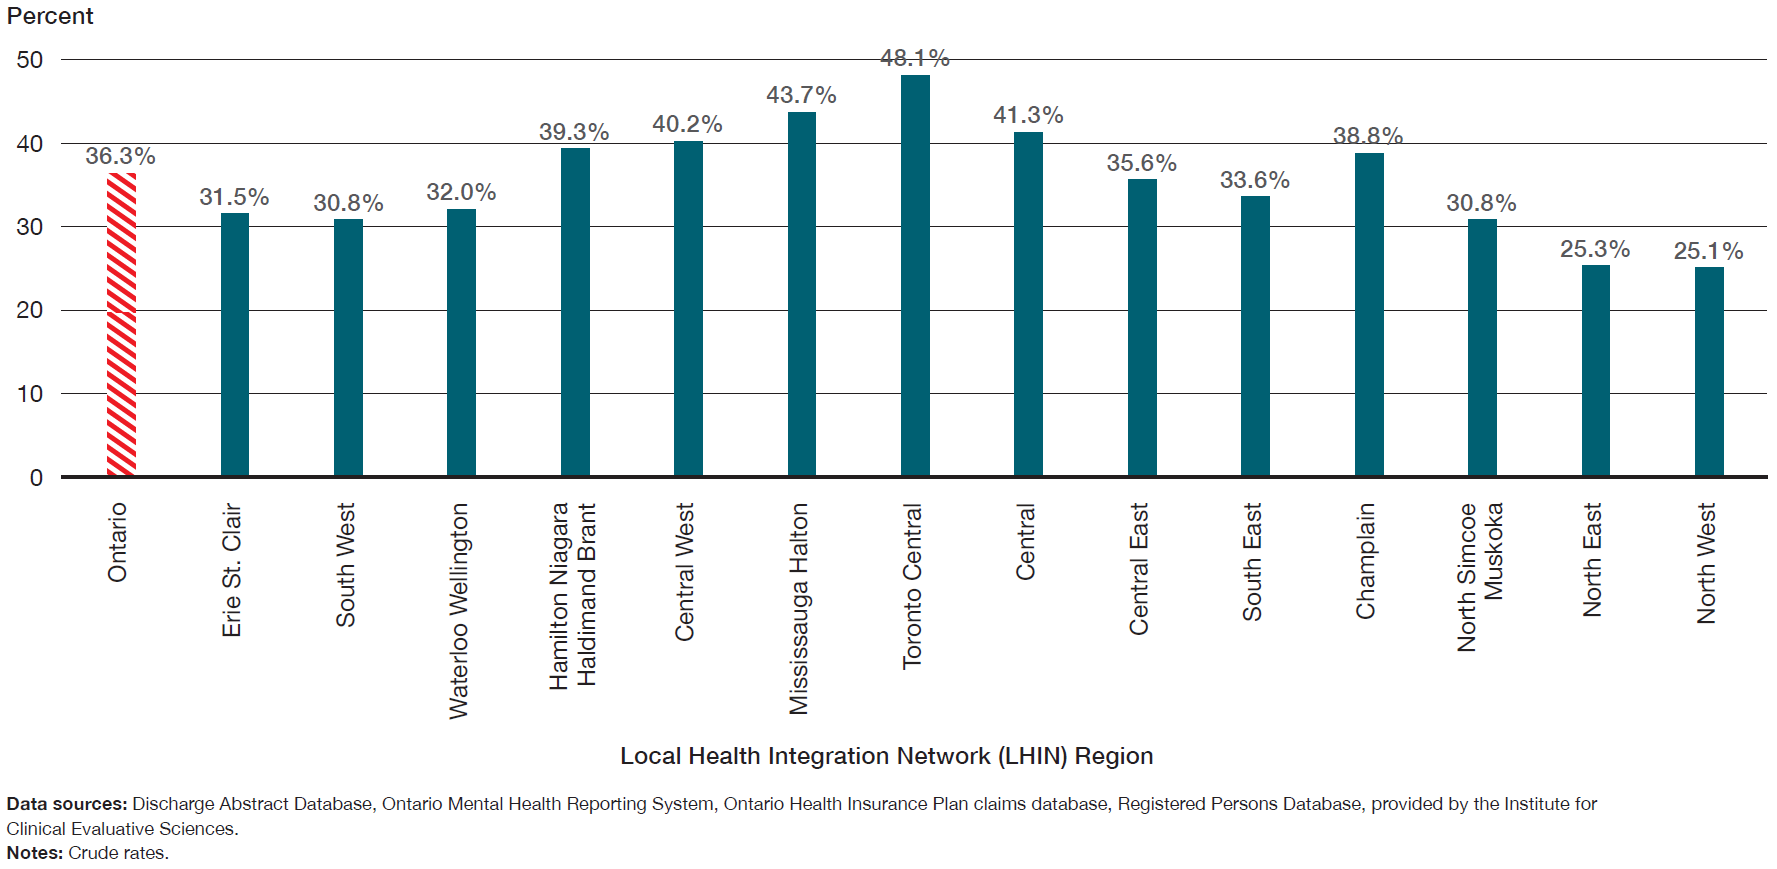 Percent
50
40
30
20
10
0
36.3%
31.5%
30.8%
32.0%
39.3%
40.2%
43.7%
48.1%
41.3%
35.6%
33.6%
38.8%
30.8%
25.3%
25.1%
Ontario
Erie St. Clair
South West
Waterloo Wellington
Hamilton Niagara
Haldimand Brant
Central West
Mississauga Halton
Toronto Central
Central
Central East
South East
Champlain
North Simcoe
Muskoka
North East
North West
Local Health Integration Network (LHIN) Region
Data sources: Discharge Abstract Database, Ontario Mental Health Reporting System, Ontario Health Insurance Plan claims database, Registered Persons Database, provided by the Institute for
Clinical Evaluative Sciences.
Notes: Crude rates.